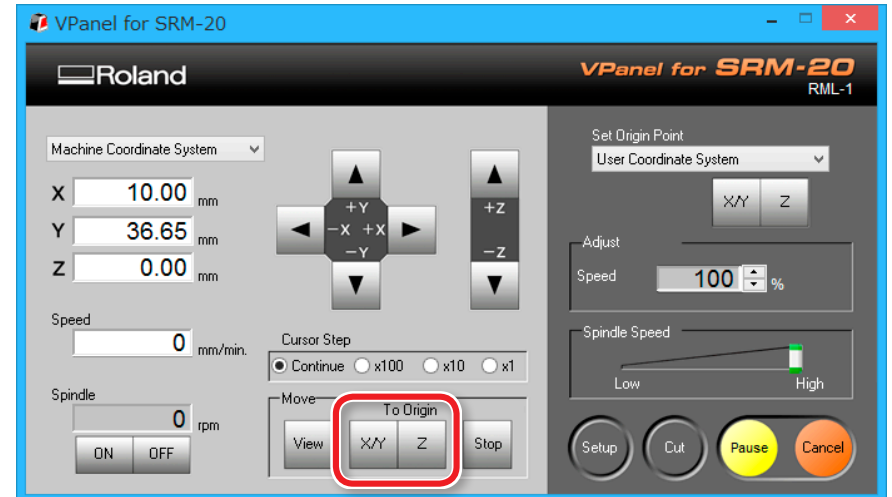 VPanel for SRM-20
Roland
VPanel for SRM-20
RML-1
Machine Coordinate System
X 10.00 mm
Y 36.65 mm
Z 0.00 mm
Speed
0 mm/min.
Spindle
0 rpm
ON OFF
+Y
-X +X
-Y
+Z
-Z
Cursor Step
Continue x100 x10 x1
Move
To Origin
View X/Y Z Stop
Set Origin Point
User Coordinate System
X/Y Z
Adjust
Speed 100 %
Spindle Speed
Low High
Setup Cut Pause Cancel